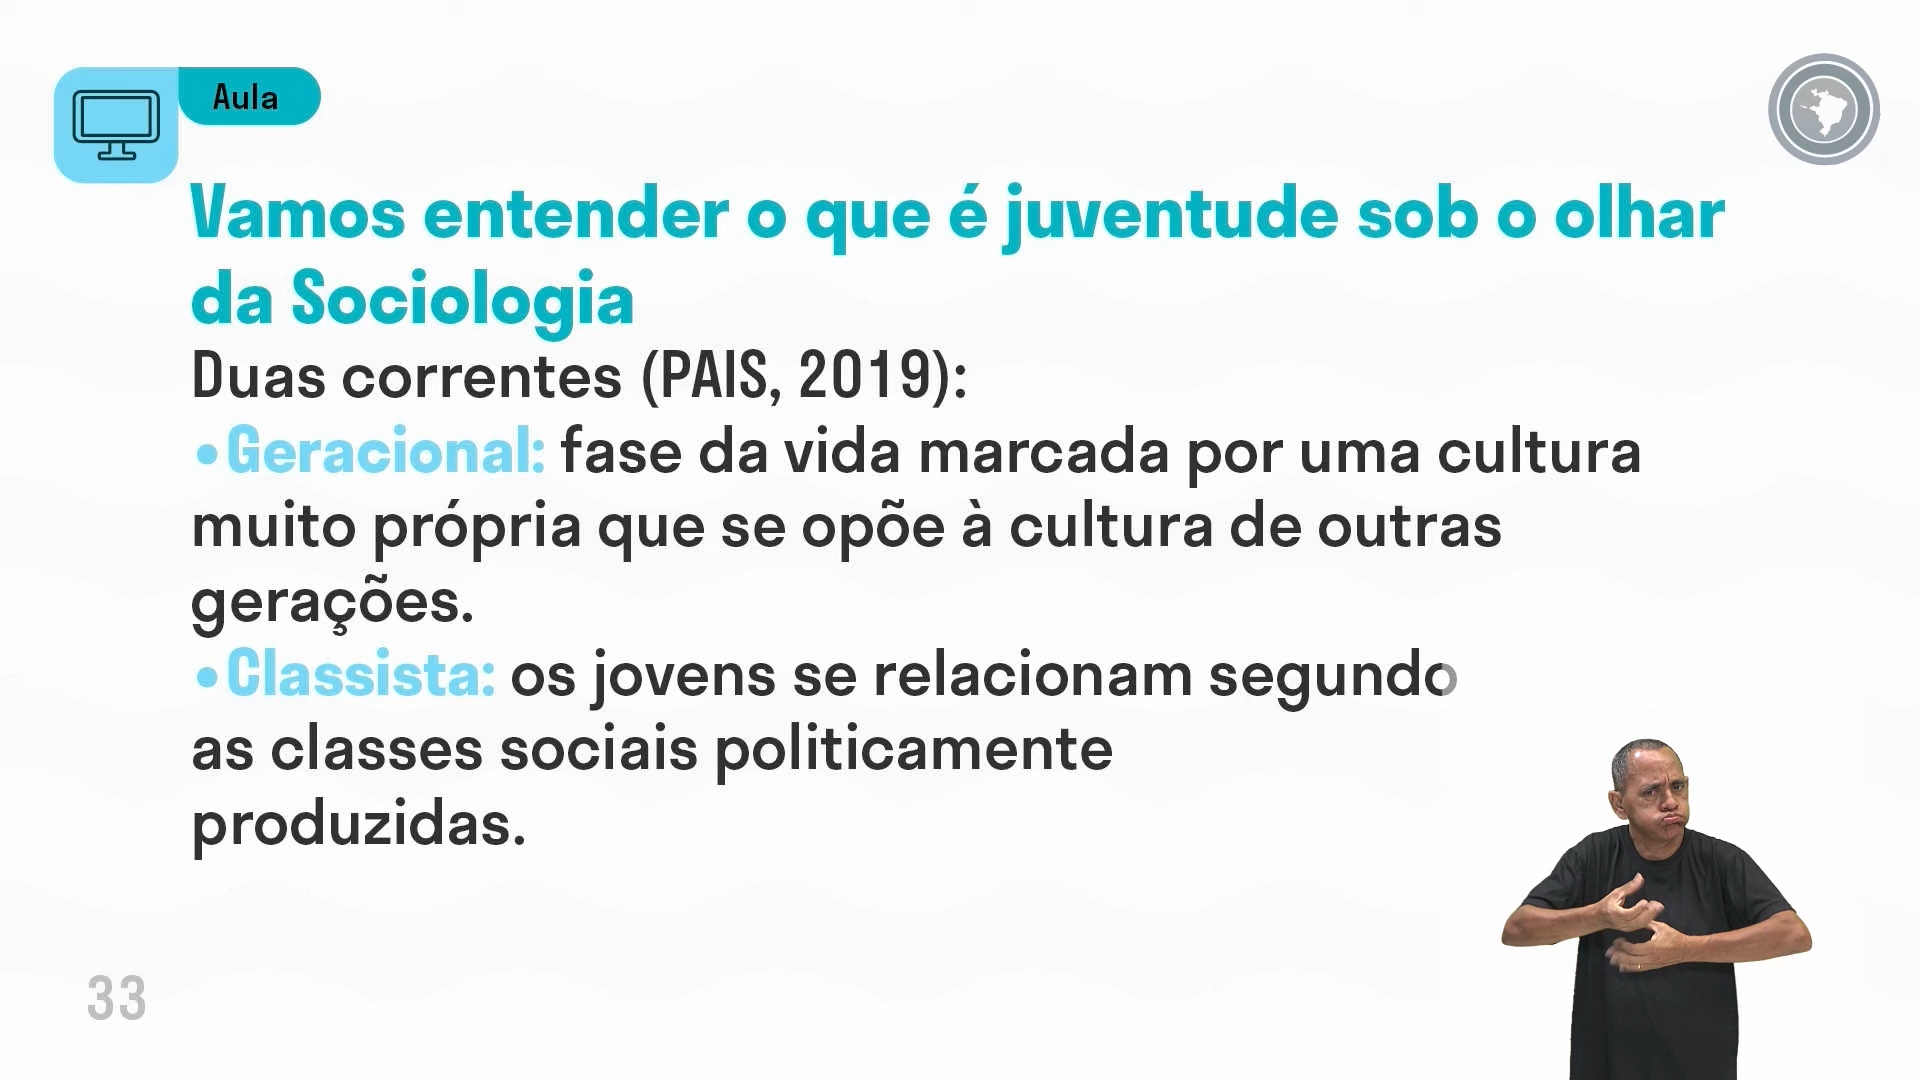 Aula
Vamos entender o que é juventude sob o olhar
da Sociologia
Duas correntes (PAIS, 2019):
•Geracional: fase da vida marcada por uma cultura
muito própria que se opõe à cultura de outras
gerações.
•Classista: os jovens se relacionam segundo
as classes sociais politicamente
produzidas.
33